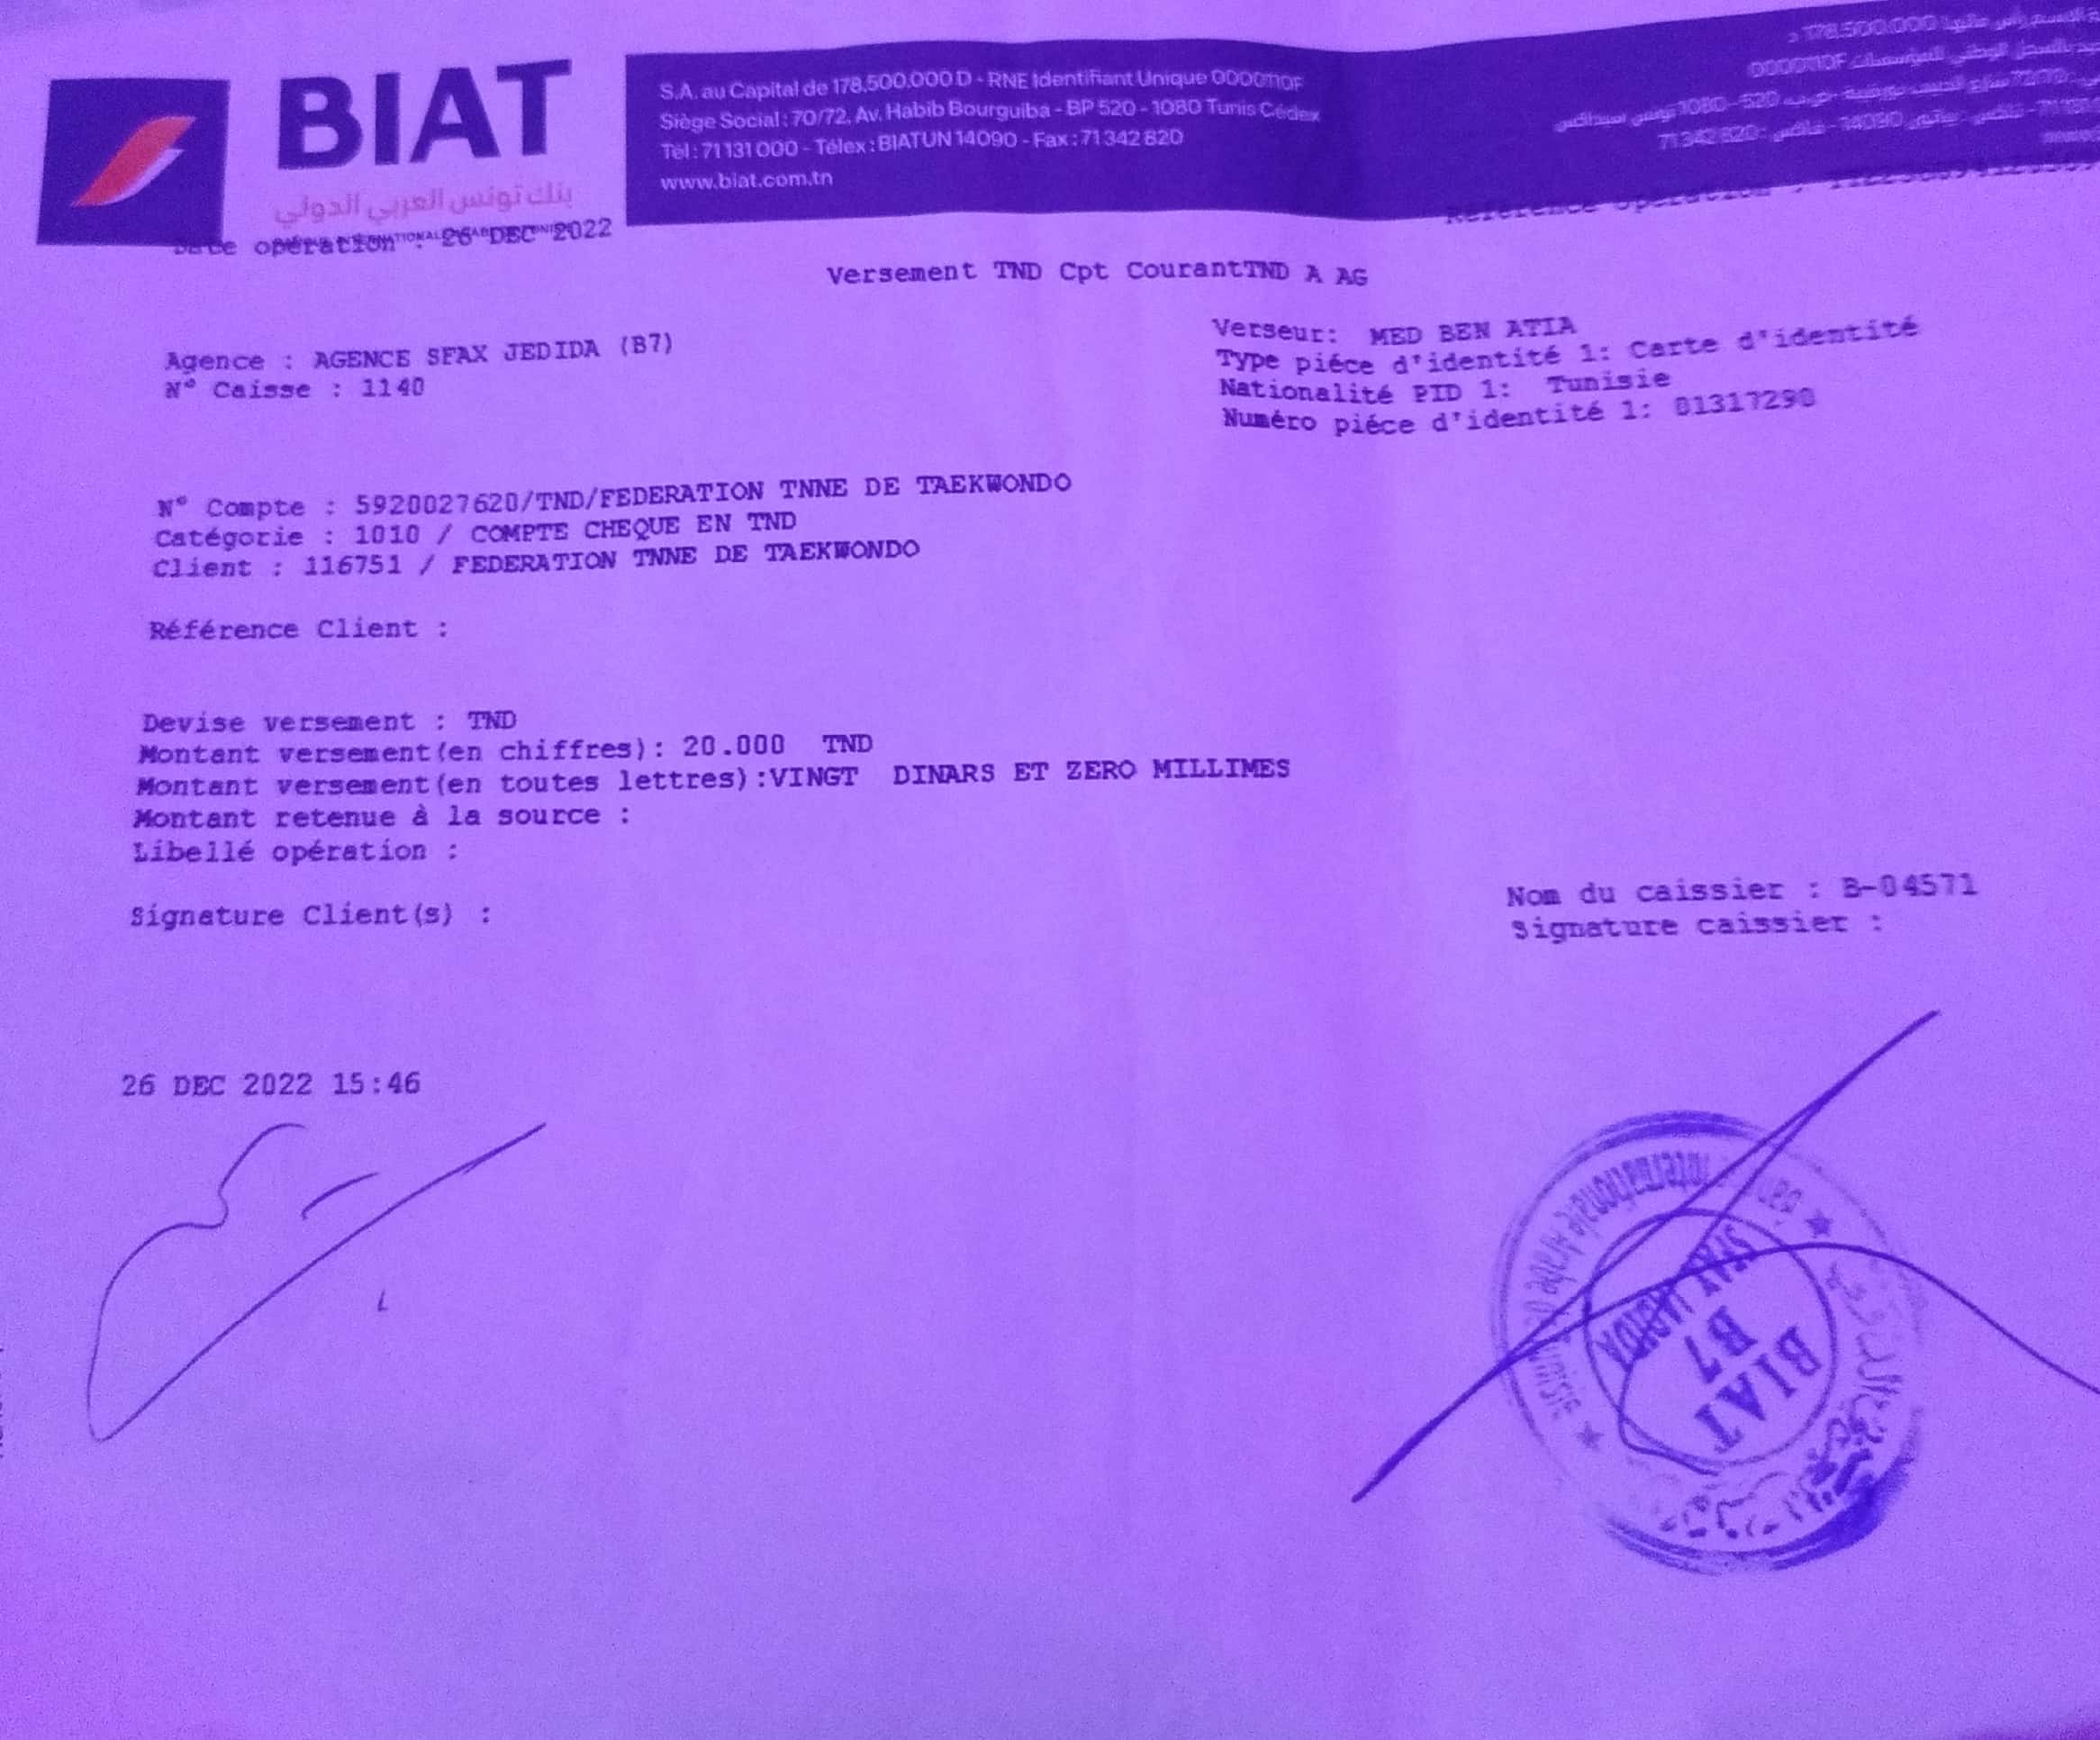 BIAT
بنك تونس العربي الدولي
S.A. au Capital de 178.500.000 D - RNE Identifiant Unique 0000110F
Siège Social : 70/72, Av. Habib Bourguiba - BP 520 - 1080 Tunis Cédex
Tél : 71 131 000 - Télex : BIATUN 14090 - Fax : 71 342 820
www.biat.com.tn
Date opération : 26 DEC 2022
Référence opération :
Versement TND Cpt CourantTND A AG
Agence : AGENCE SFAX JEDIDA (B7)
N° Caisse : 1140
Verseur: MED BEN ATIA
Type piéce d'identité 1: Carte d'identité
Nationalité PID 1: Tunisie
Numéro piéce d'identité 1: 01317290
N° Compte : 5920027620/TND/FEDERATION TNNE DE TAEKWONDO
Catégorie : 1010 / COMPTE CHEQUE EN TND
Client : 116751 / FEDERATION TNNE DE TAEKWONDO
Référence Client :
Devise versement : TND
Montant versement(en chiffres): 20.000 TND
Montant versement(en toutes lettres):VINGT DINARS ET ZERO MILLIMES
Montant retenue à la source :
Libellé opération :
Signature Client(s) :
Nom du caissier : B-04571
Signature caissier :
26 DEC 2022 15:46
Internationale Arabe
SFAX
B7
BIAT